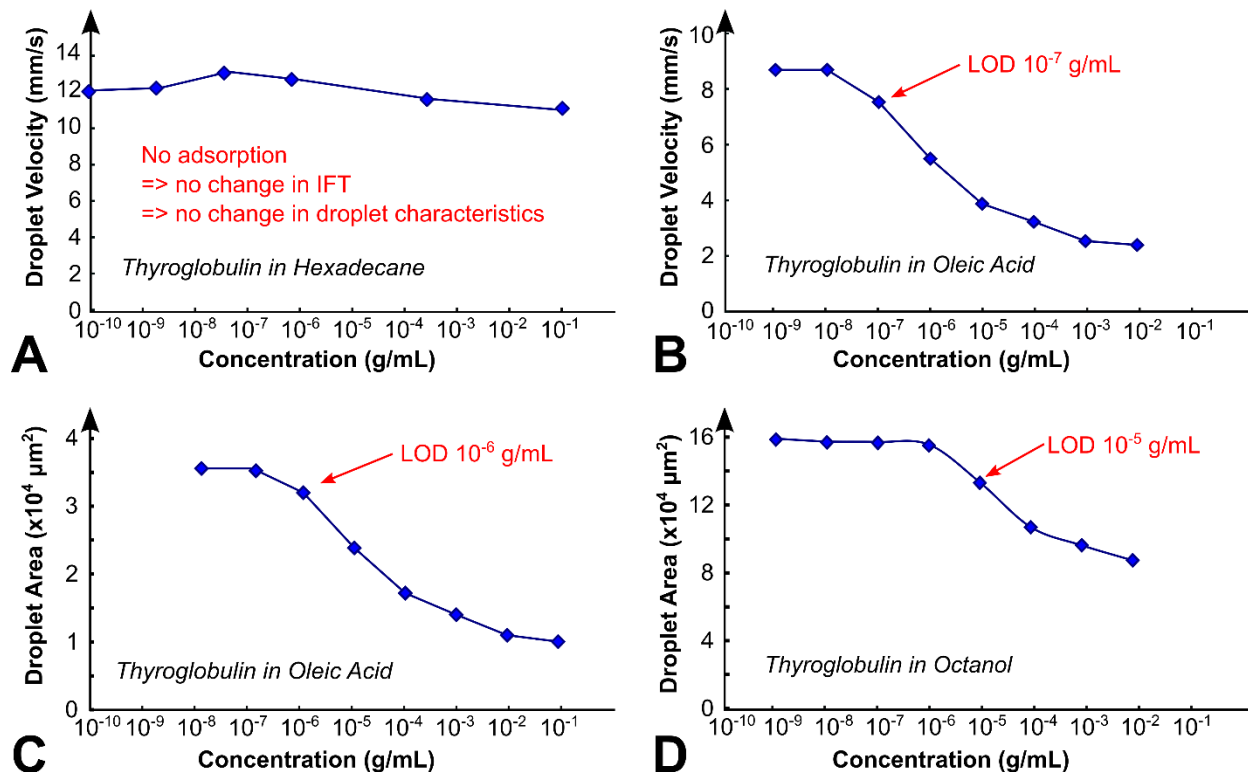 Droplet Velocity (mm/s)
14
12
10
8
6
4
2
0
No adsorption
=> no change in IFT
=> no change in droplet characteristics
Thyroglobulin in Hexadecane
10⁻¹⁰ 10⁻⁹ 10⁻⁸ 10⁻⁷ 10⁻⁶ 10⁻⁵ 10⁻⁴ 10⁻³ 10⁻² 10⁻¹
Concentration (g/mL)
A
Droplet Velocity (mm/s)
10
8
6
4
2
0
LOD 10⁻⁷ g/mL
Thyroglobulin in Oleic Acid
10⁻¹⁰ 10⁻⁹ 10⁻⁸ 10⁻⁷ 10⁻⁶ 10⁻⁵ 10⁻⁴ 10⁻³ 10⁻² 10⁻¹
Concentration (g/mL)
B
Droplet Area (x10⁴ µm²)
4
3
2
1
0
LOD 10⁻⁶ g/mL
Thyroglobulin in Oleic Acid
10⁻¹⁰ 10⁻⁹ 10⁻⁸ 10⁻⁷ 10⁻⁶ 10⁻⁵ 10⁻⁴ 10⁻³ 10⁻² 10⁻¹
Concentration (g/mL)
C
Droplet Area (x10⁴ µm²)
16
12
8
4
0
LOD 10⁻⁵ g/mL
Thyroglobulin in Octanol
10⁻¹⁰ 10⁻⁹ 10⁻⁸ 10⁻⁷ 10⁻⁶ 10⁻⁵ 10⁻⁴ 10⁻³ 10⁻² 10⁻¹
Concentration (g/mL)
D